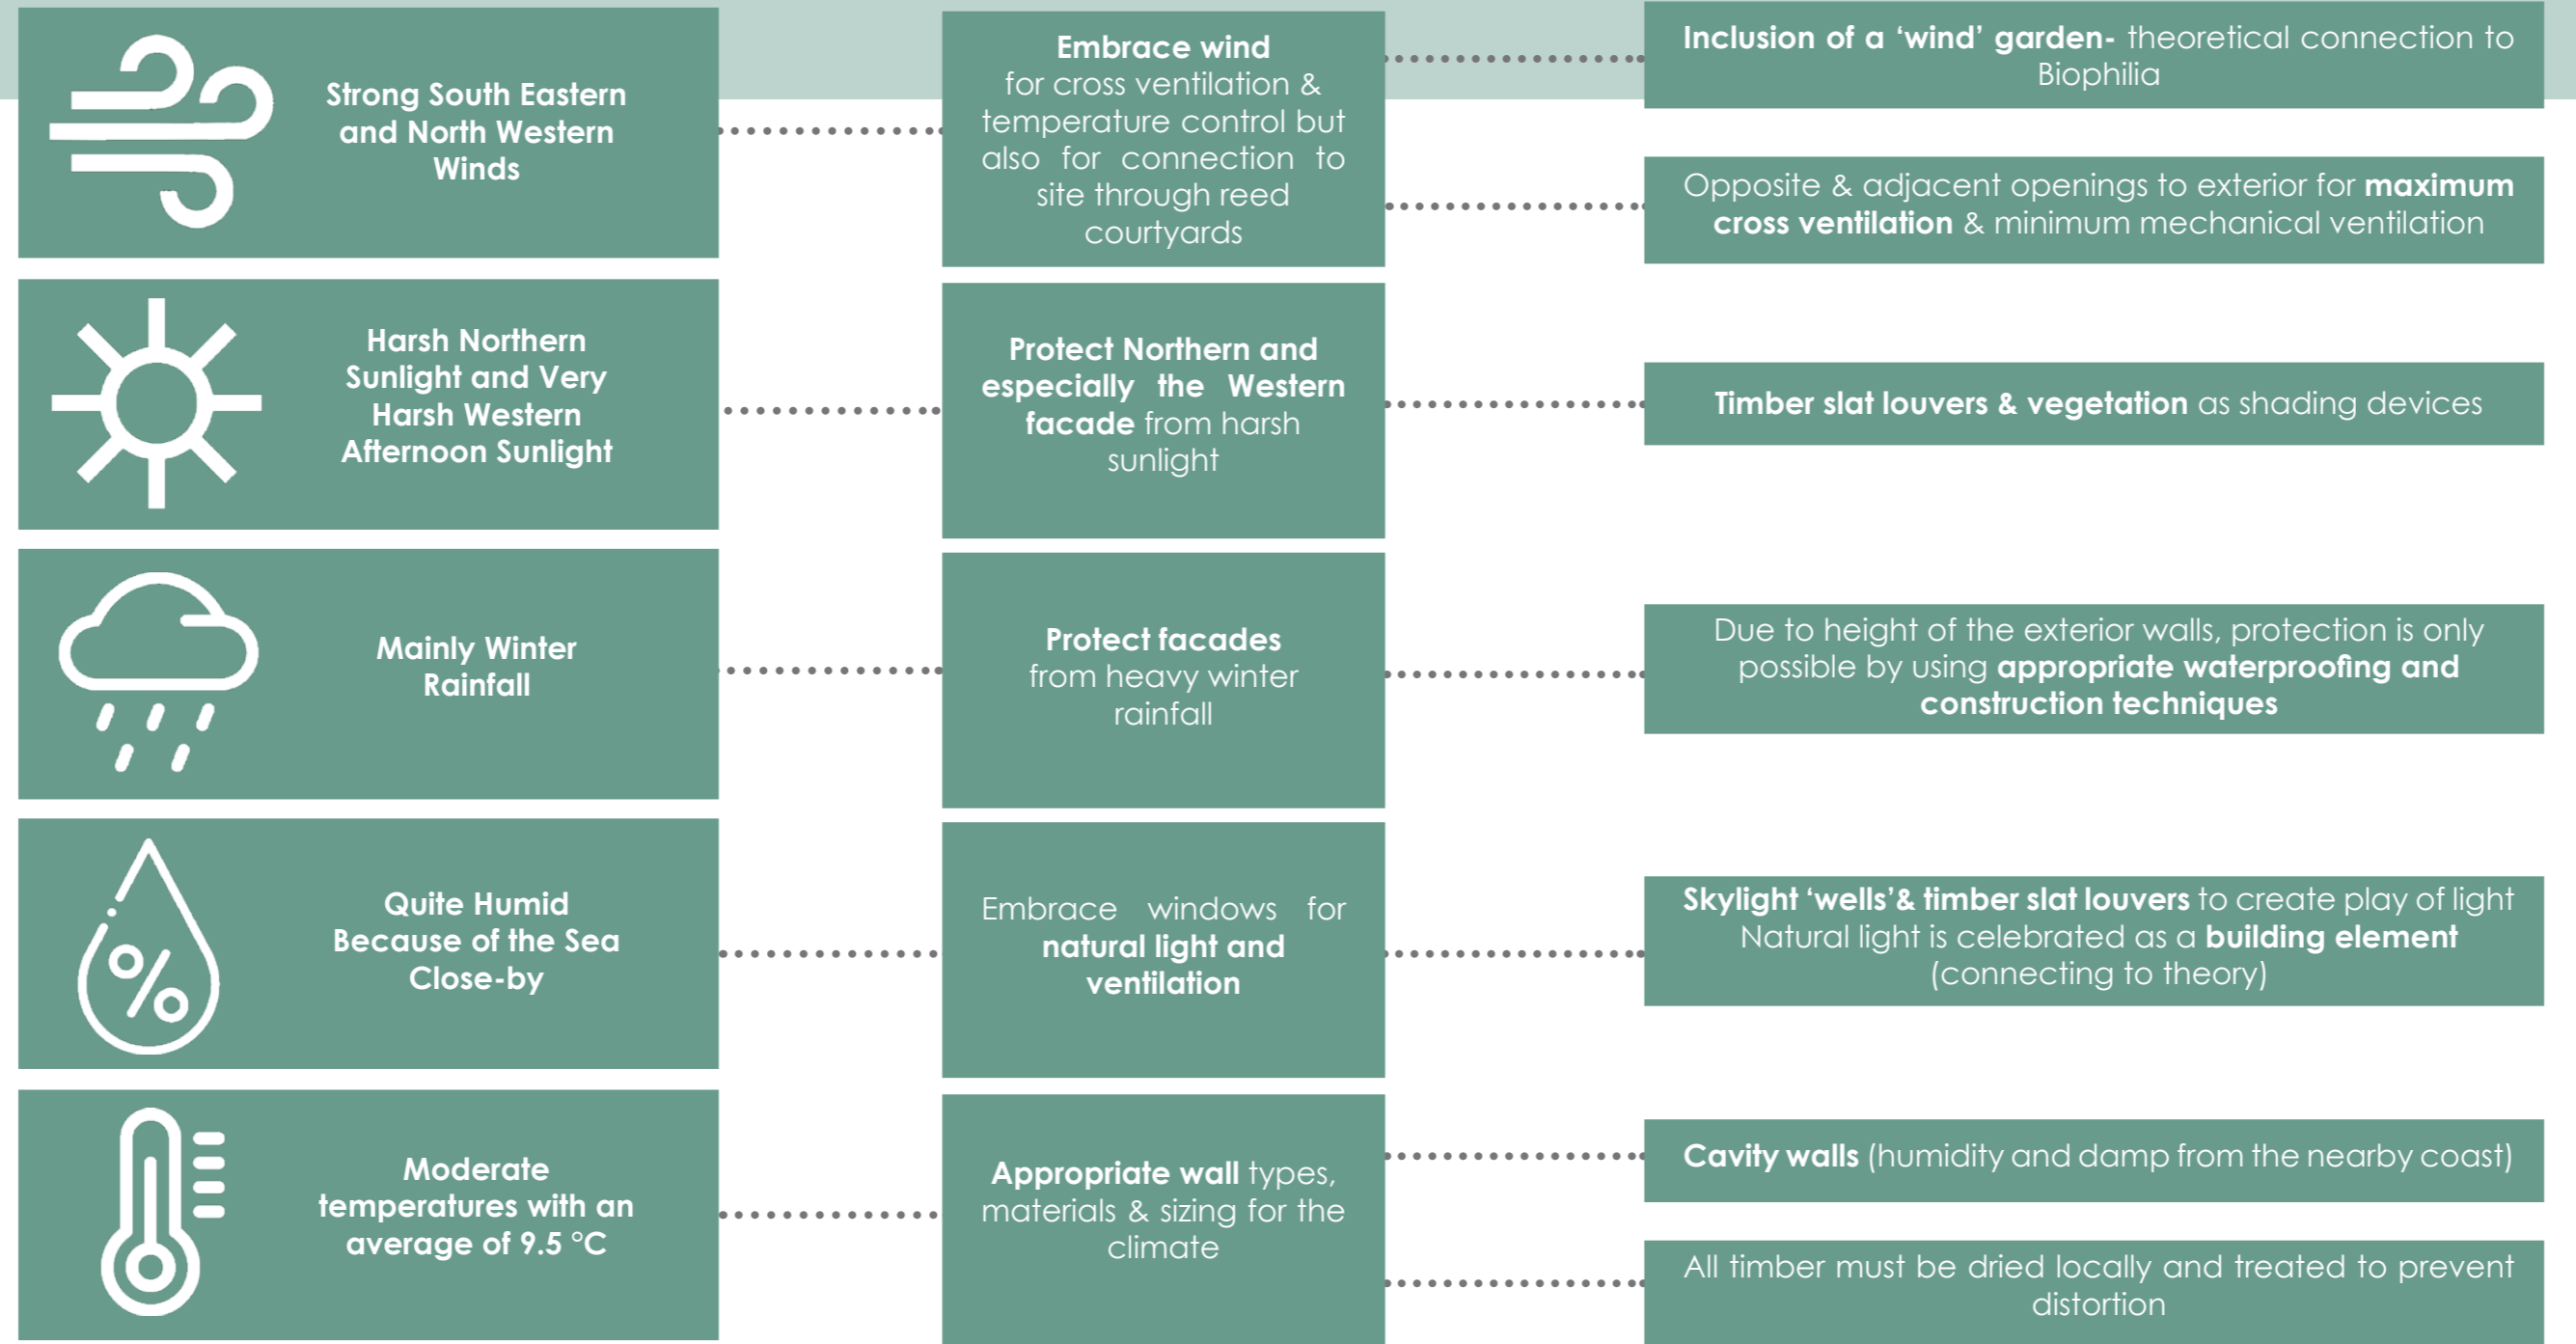 Strong South Eastern
and North Western
Winds
Embrace wind
for cross ventilation &
temperature control but
also for connection to
site through reed
courtyards
Inclusion of a ‘wind’ garden- theoretical connection to
Biophilia
Opposite & adjacent openings to exterior for maximum
cross ventilation & minimum mechanical ventilation
Harsh Northern
Sunlight and Very
Harsh Western
Afternoon Sunlight
Protect Northern and
especially the Western
facade from harsh
sunlight
Timber slat louvers & vegetation as shading devices
Mainly Winter
Rainfall
Protect facades
from heavy winter
rainfall
Due to height of the exterior walls, protection is only
possible by using appropriate waterproofing and
construction techniques
%
Quite Humid
Because of the Sea
Close-by
Embrace windows for
natural light and
ventilation
Skylight ‘wells’& timber slat louvers to create play of light
Natural light is celebrated as a building element
(connecting to theory)
Moderate
temperatures with an
average of 9.5 °C
Appropriate wall types,
materials & sizing for the
climate
Cavity walls (humidity and damp from the nearby coast)
All timber must be dried locally and treated to prevent
distortion